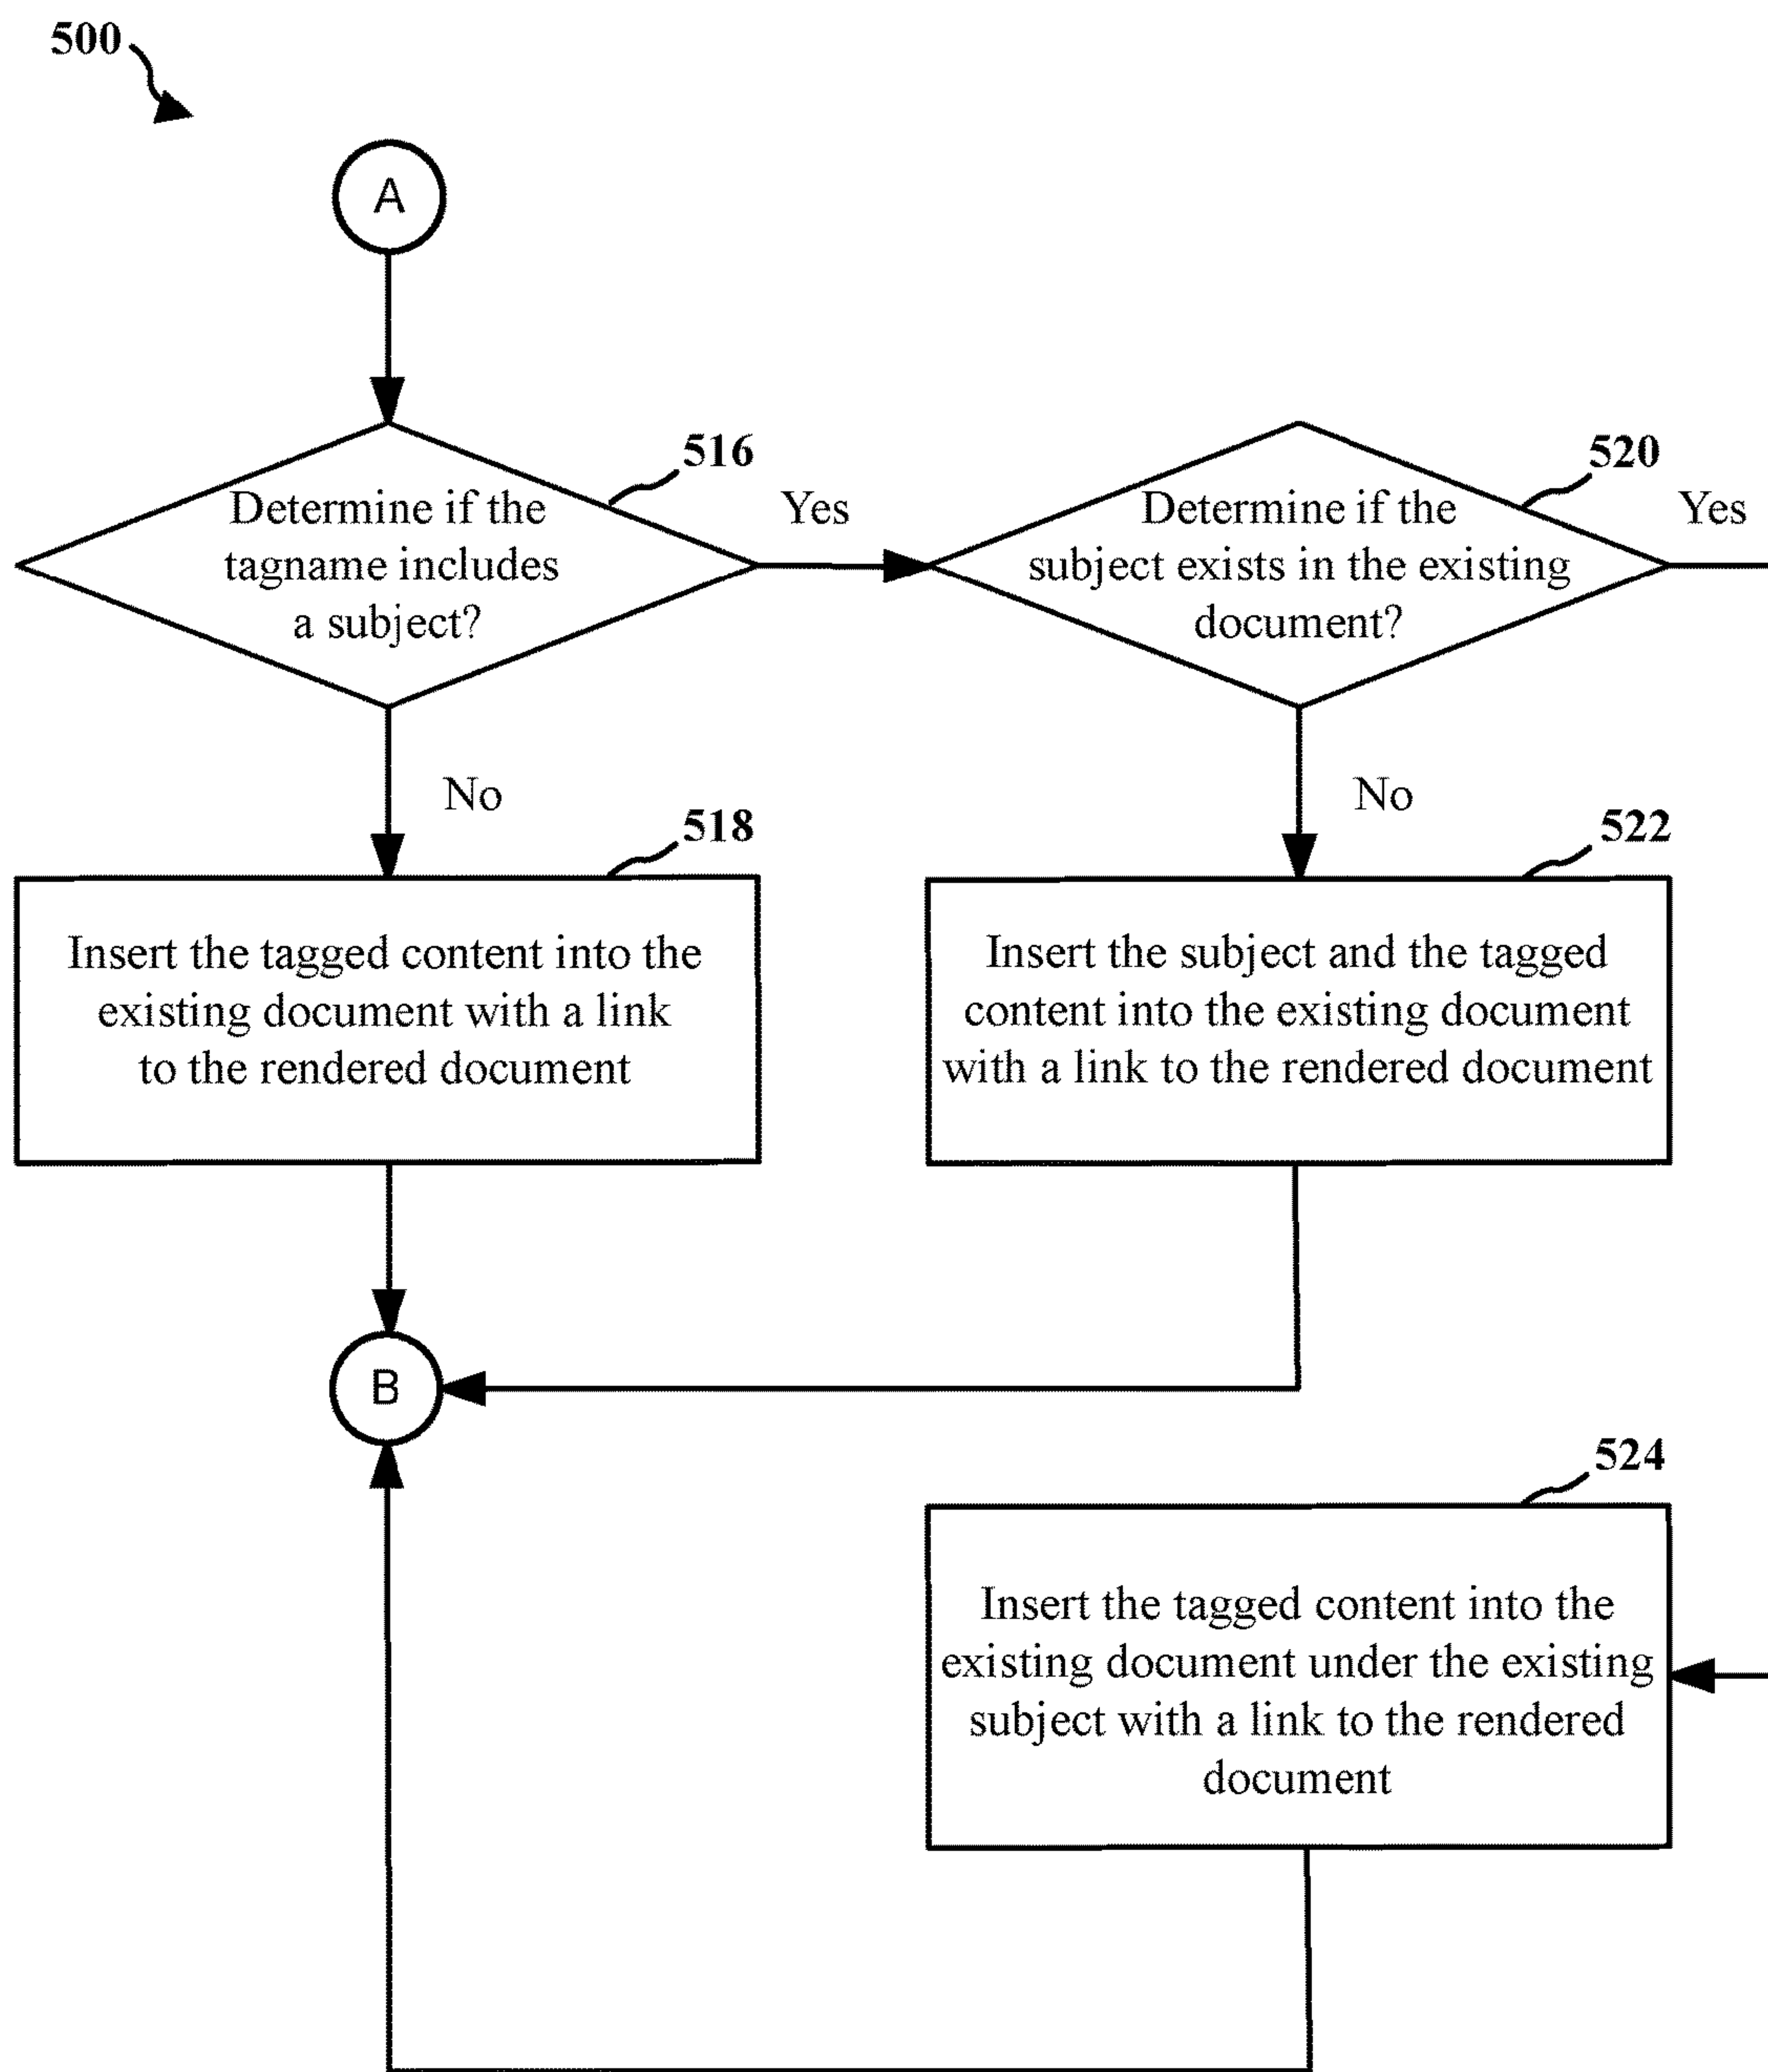 500
A
516
Determine if the
tagname includes
a subject?
Yes
520
Determine if the
subject exists in the existing
document?
Yes
No
518
Insert the tagged content into the
existing document with a link
to the rendered document
No
522
Insert the subject and the tagged
content into the existing document
with a link to the rendered document
B
524
Insert the tagged content into the
existing document under the existing
subject with a link to the rendered
document